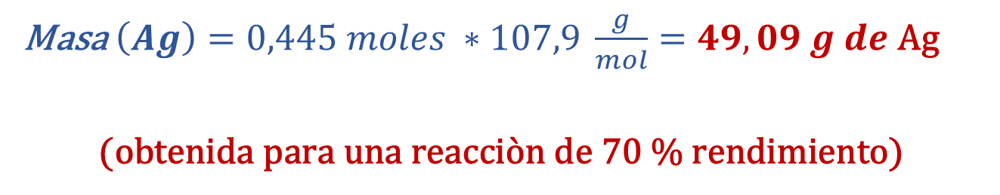 Masa (Ag) = 0,445 moles * 107,9 g/mol = 49,09 g de Ag
(obtenida para una reacciòn de 70 % rendimiento)